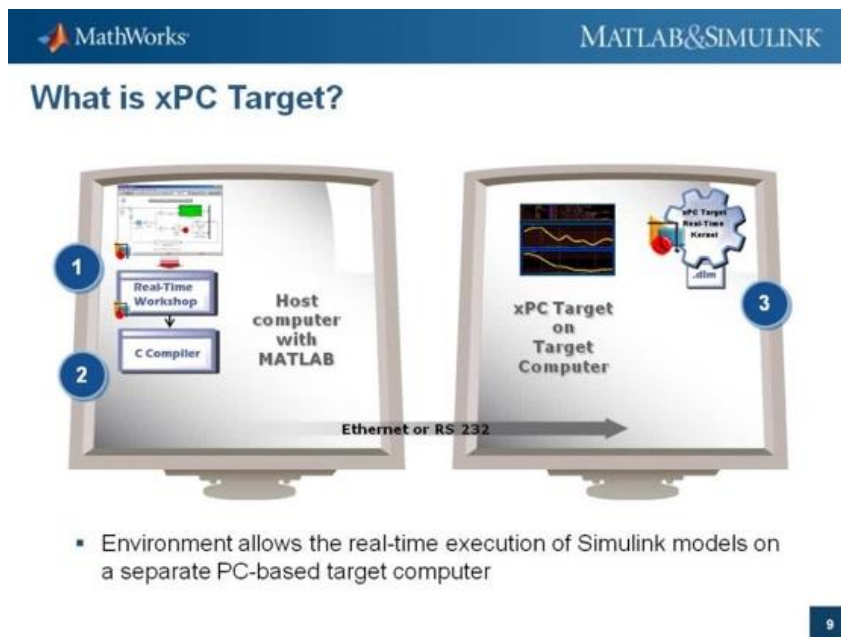 MathWorks
MATLAB&SIMULINK
What is xPC Target?
1
Real-Time
Workshop
C Compiler
2
Host
computer
with
MATLAB
xPC Target
on
Target
Computer
xPC Target
Real-Time
Kernel
.dlm
3
Ethernet or RS 232
▪ Environment allows the real-time execution of Simulink models on
a separate PC-based target computer
9